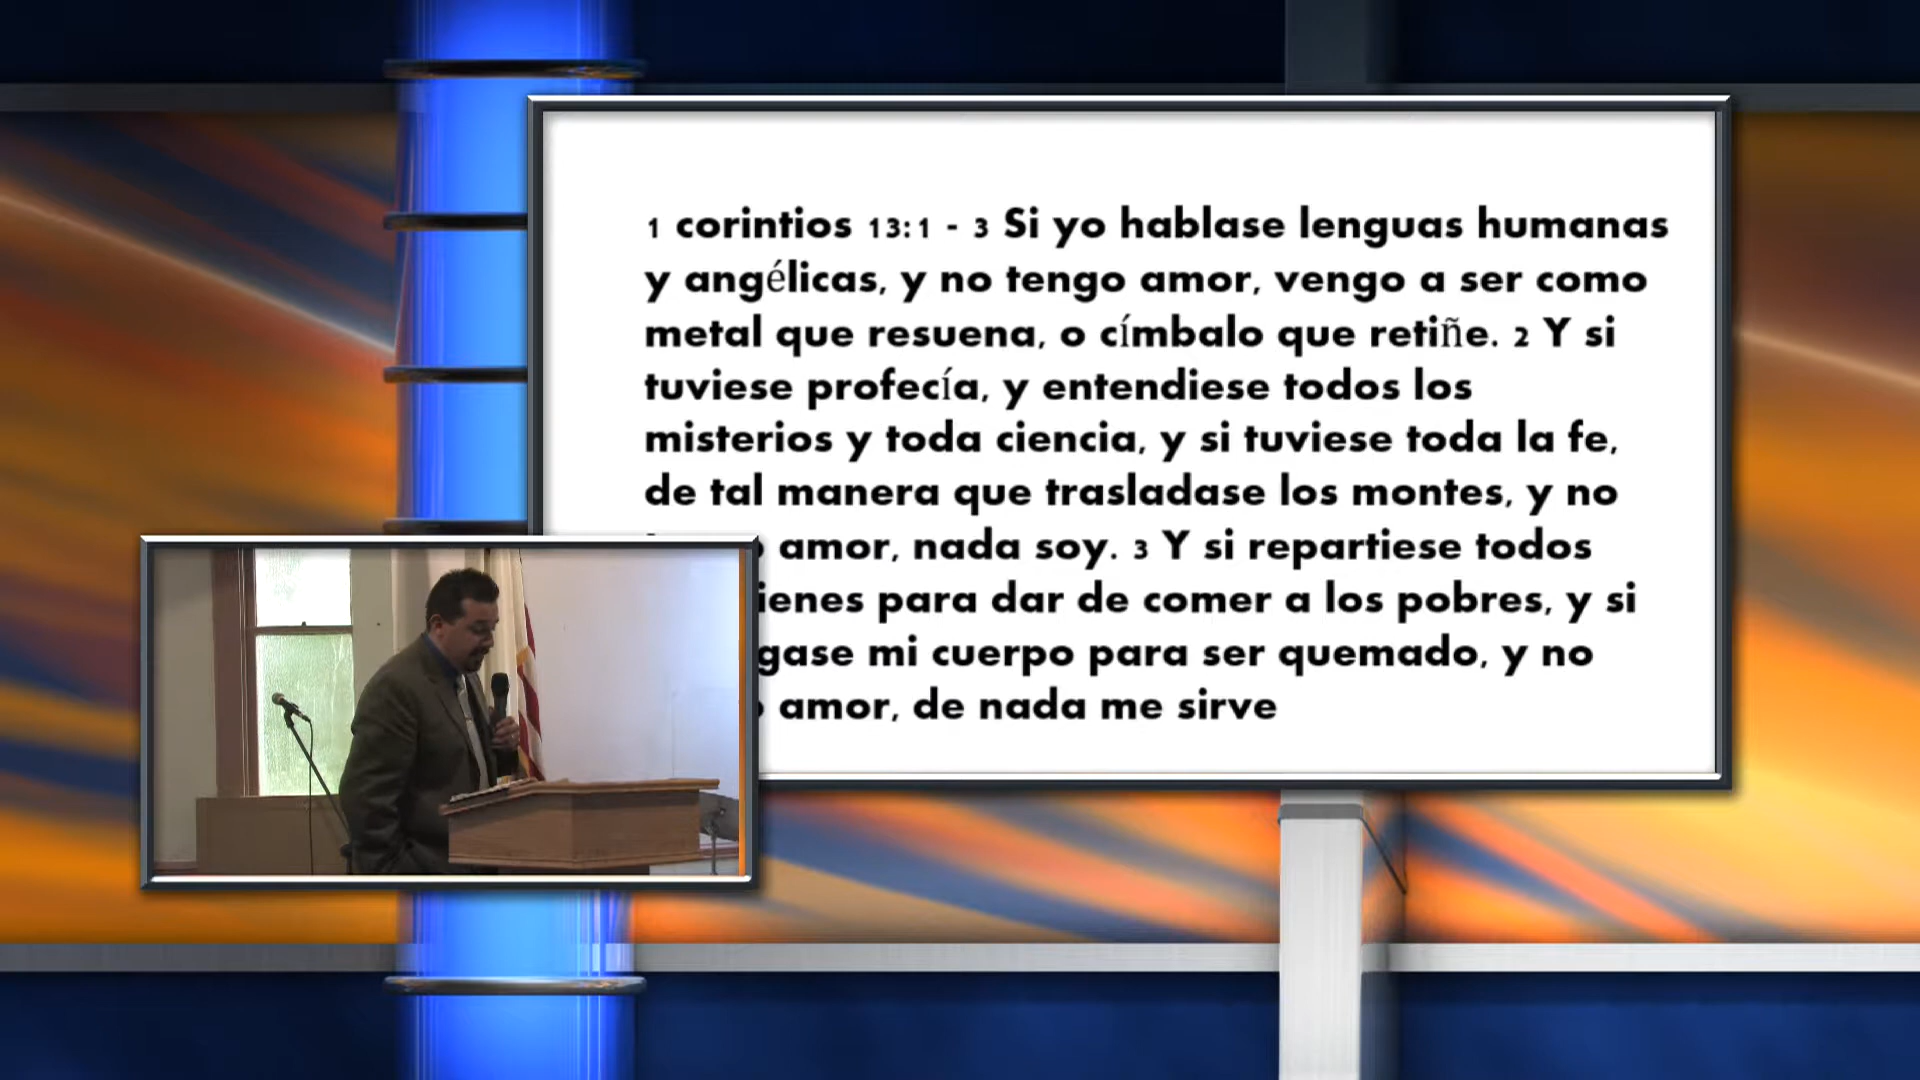 1 corintios 13:1 - 3 Si yo hablase lenguas humanas
y angélicas, y no tengo amor, vengo a ser como
metal que resuena, o címbalo que retiñe. 2 Y si
tuviese profecía, y entendiese todos los
misterios y toda ciencia, y si tuviese toda la fe,
de tal manera que trasladase los montes, y no
amor, nada soy. 3 Y si repartiese todos
ienes para dar de comer a los pobres, y si
gase mi cuerpo para ser quemado, y no
amor, de nada me sirve